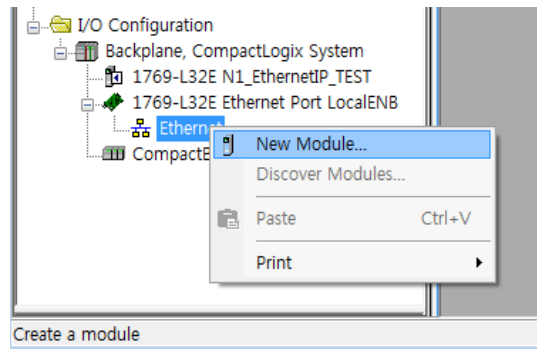 I/O Configuration
Backplane, CompactLogix System
1769-L32E N1_EthernetIP_TEST
1769-L32E Ethernet Port LocalENB
Ethernet
CompactB
New Module...
Discover Modules...
Paste Ctrl+V
Print
Create a module